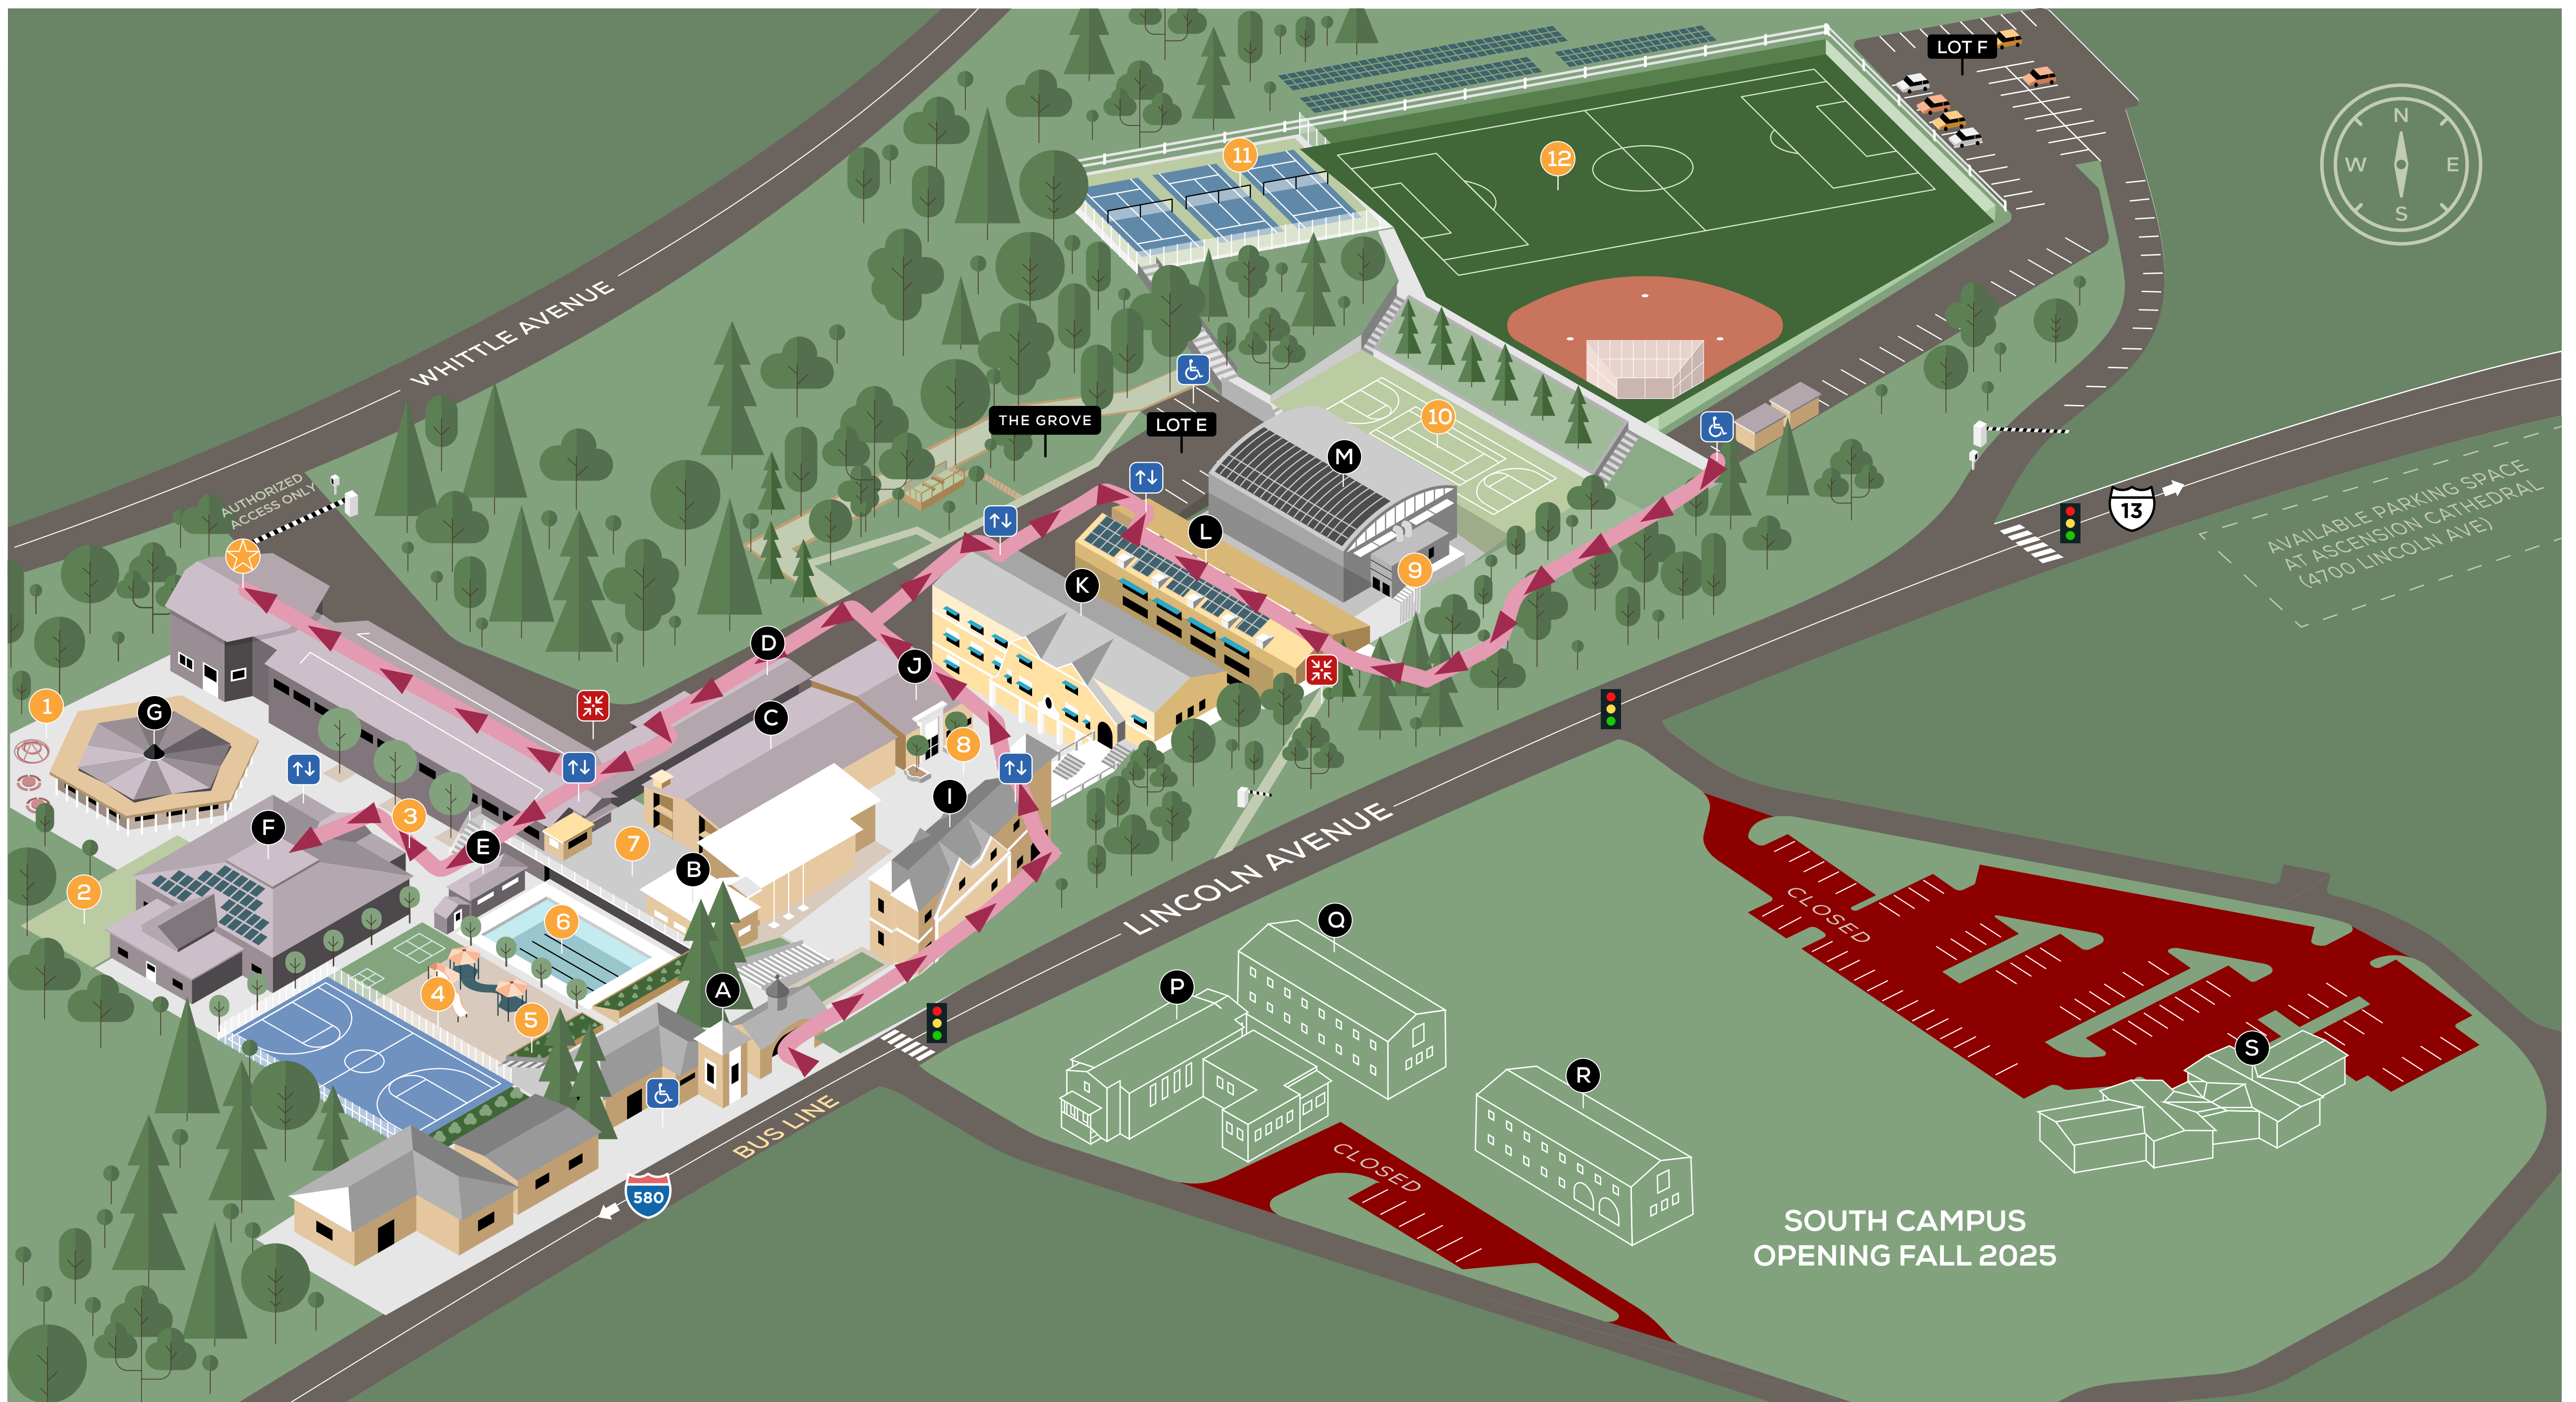 LOT F
N
W E
S
11
12
WHITTLE AVENUE
THE GROVE
LOT E
10
M
13
AVAILABLE PARKING SPACE
AT ASCENSION CATHEDRAL
(4700 LINCOLN AVE)
AUTHORIZED
ACCESS ONLY
L
9
K
D
J
1
G
C
8
I
3
F
E
7
B
2
6
LINCOLN AVENUE
CLOSED
Q
A
4
5
P
S
R
BUS LINE
CLOSED
580
SOUTH CAMPUS
OPENING FALL 2025